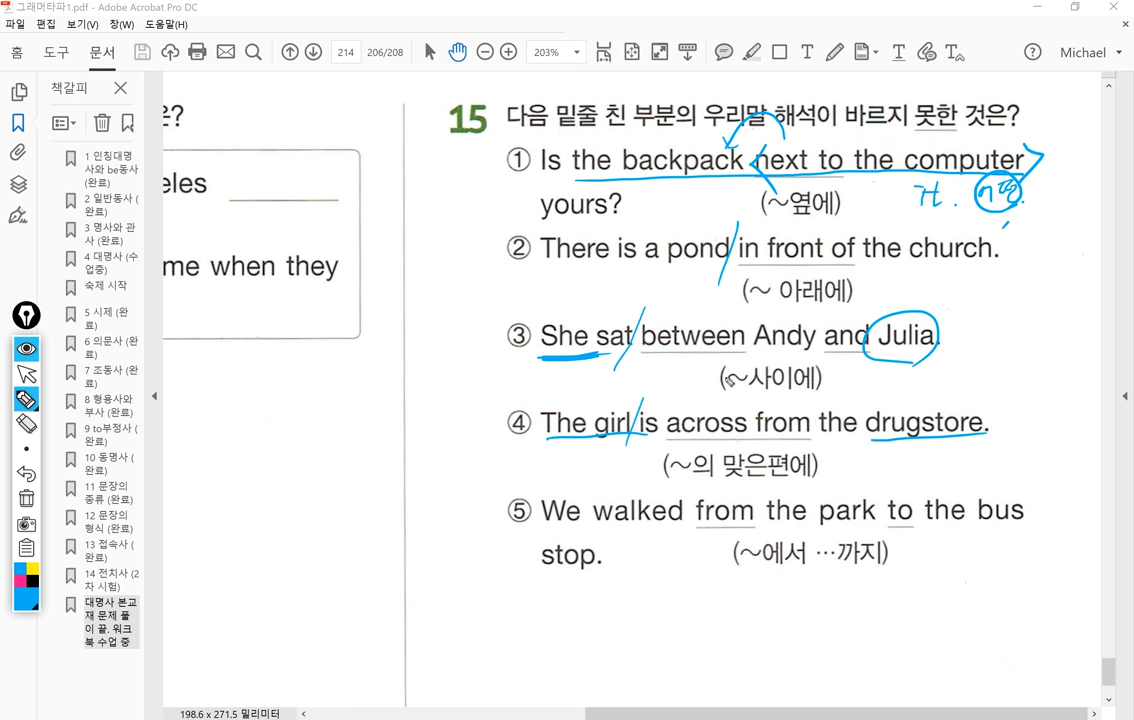 그래머타파1.pdf - Adobe Acrobat Pro DC
파일 편집 보기(V) 창(W) 도움말(H)
홈 도구 문서 214 206/208 203% Michael
책갈피
1 인칭대명
사와 be동사
(완료)
2 일반동사 (
완료)
3 명사와 관
사 (완료)
4 대명사 (수
업중)
숙제 시작
5 시제 (완
료)
6 의문사 (완
료)
7 조동사 (완
료)
8 형용사와
부사 (완료)
9 to부정사 (
완료)
10 동명사 (
완료)
11 문장의
종류 (완료)
12 문장의
형식 (완료)
13 접속사 (
완료)
14 전치사 (2
차 시험)
대명사 본교
재 문제 풀
이 끝. 워크
북 수업 중
?
eles
me when they
15 다음 밑줄 친 부분의 우리말 해석이 바르지 못한 것은?
① Is the backpack next to the computer
yours? (~옆에)
② There is a pond in front of the church.
(~ 아래에)
③ She sat between Andy and Julia.
(~사이에)
④ The girl is across from the drugstore.
(~의 맞은편에)
⑤ We walked from the park to the bus
stop. (~에서 …까지)
198.6 x 271.5 밀리미터